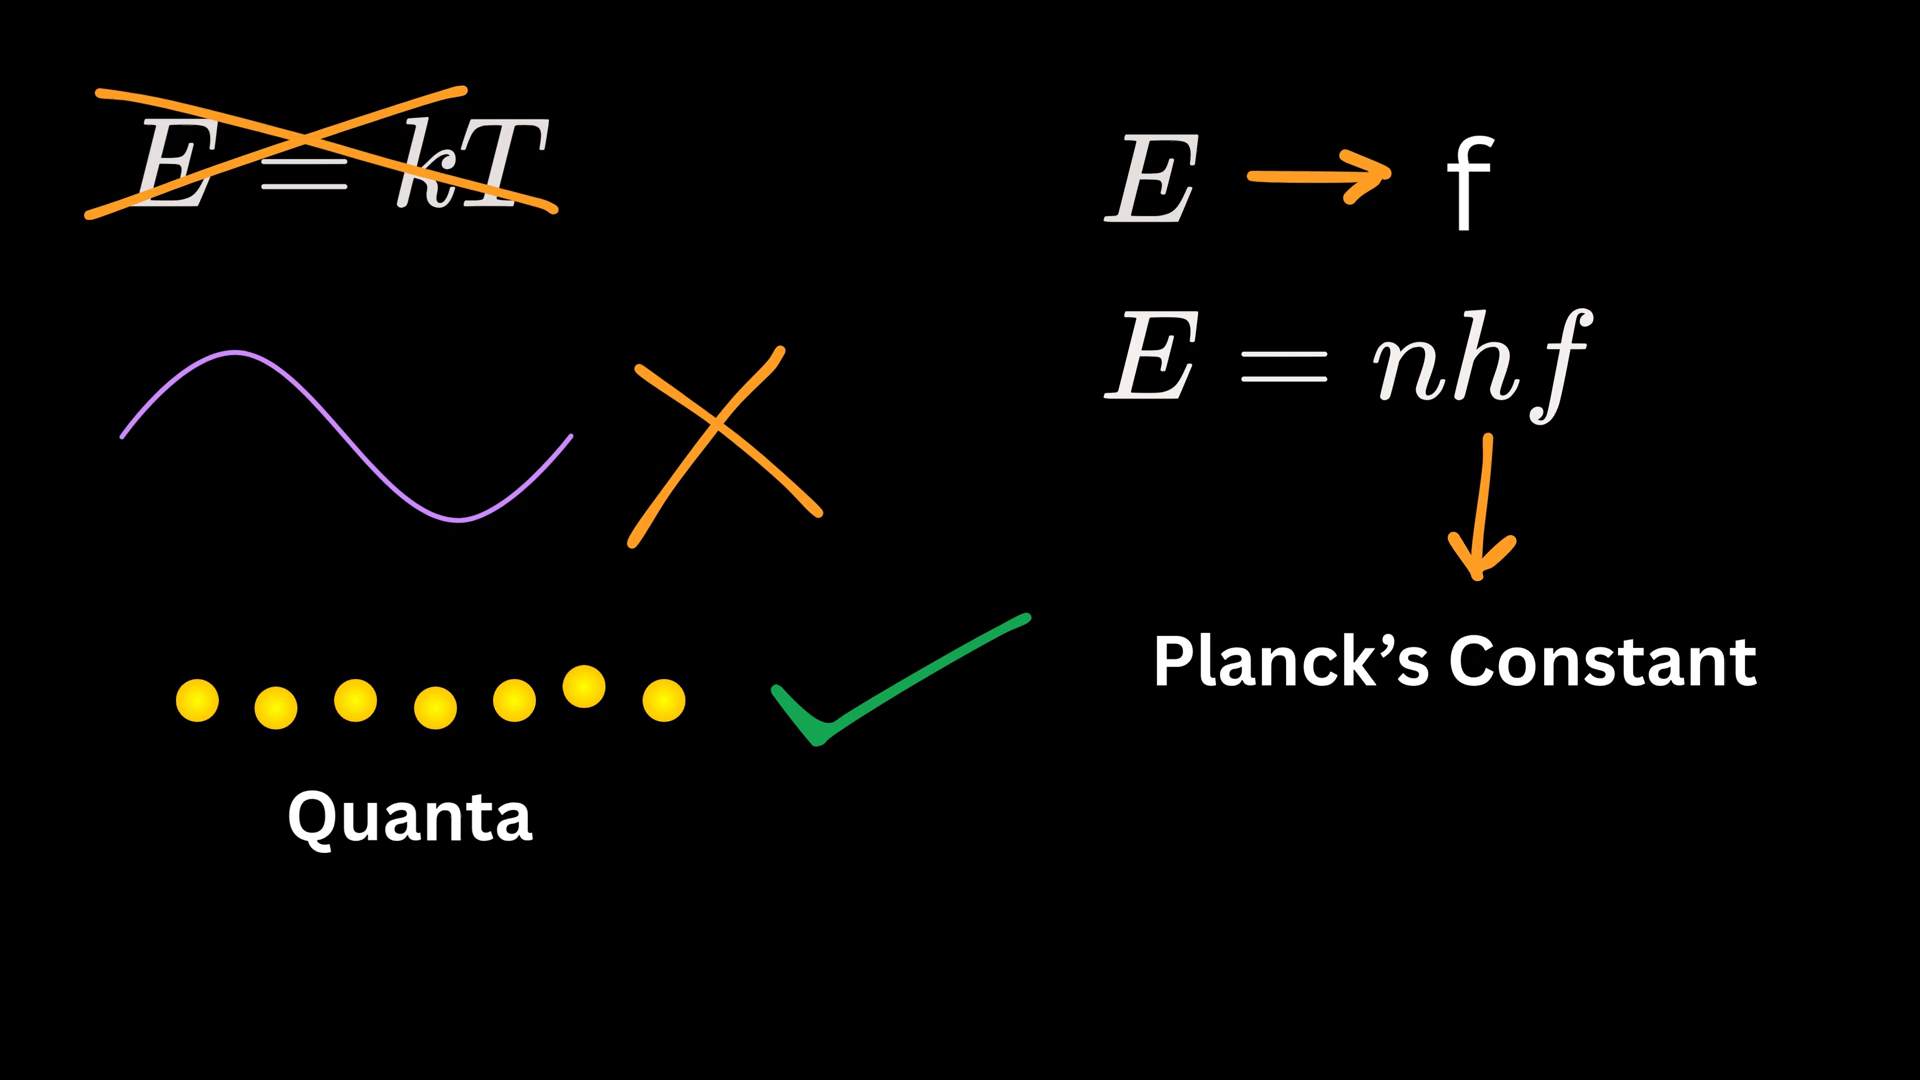 E = kT
E → f
E = nhf
Planck’s Constant
Quanta